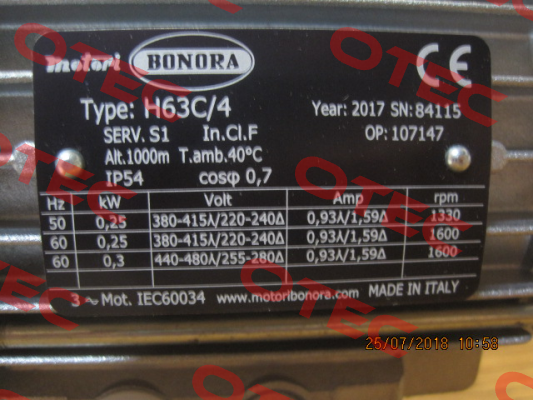 motori BONORA CE
Type: H63C/4 Year: 2017 SN: 84115
SERV. S1 In.Cl.F OP: 107147
Alt.1000m T.amb.40°C
IP54 cosφ 0,7
Hz kW Volt Amp rpm
50 0,25 380-415⅄/220-240Δ 0,93⅄/1,59Δ 1330
60 0,25 380-415⅄/220-240Δ 0,93⅄/1,59Δ 1600
60 0,3 440-480⅄/255-280Δ 0,93⅄/1,59Δ 1600
3 ~ Mot. IEC60034 www.motoribonora.com MADE IN ITALY
25/07/2018 10:58
OTEC
OTEC
OTEC
OTEC
OTEC